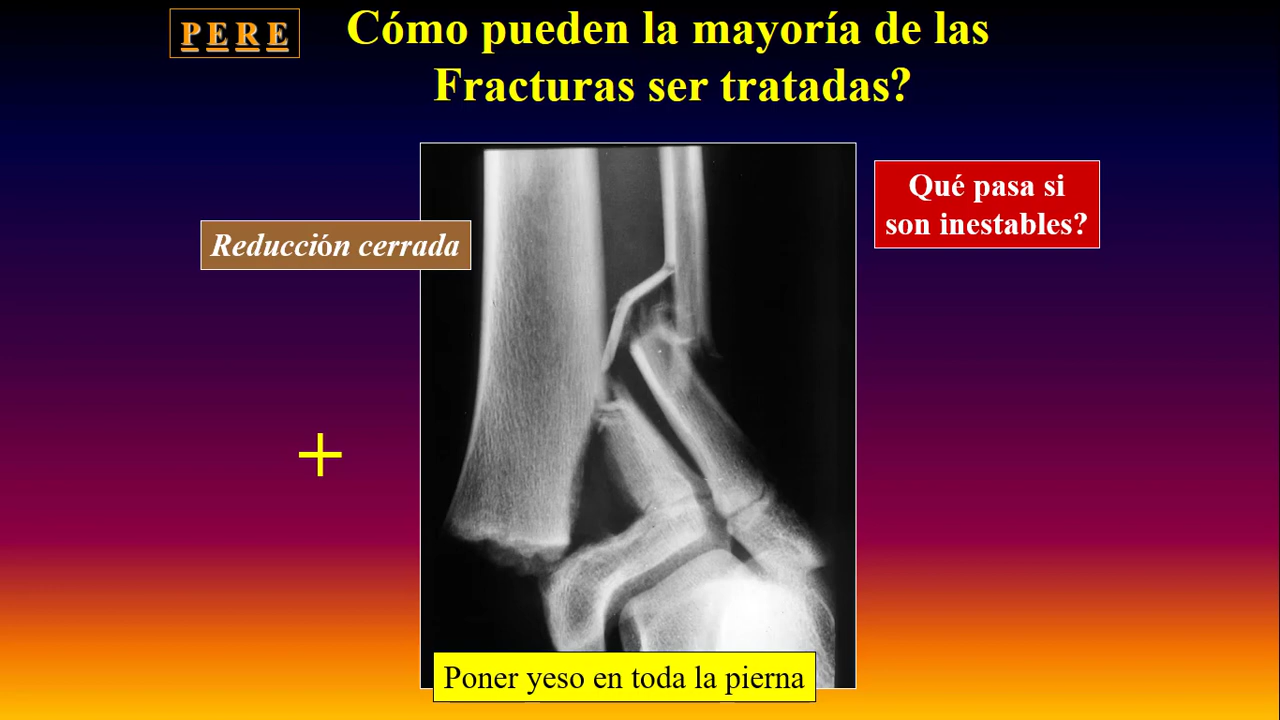 P E R E
Cómo pueden la mayoría de las
Fracturas ser tratadas?
Qué pasa si
son inestables?
Reducción cerrada
+
Poner yeso en toda la pierna